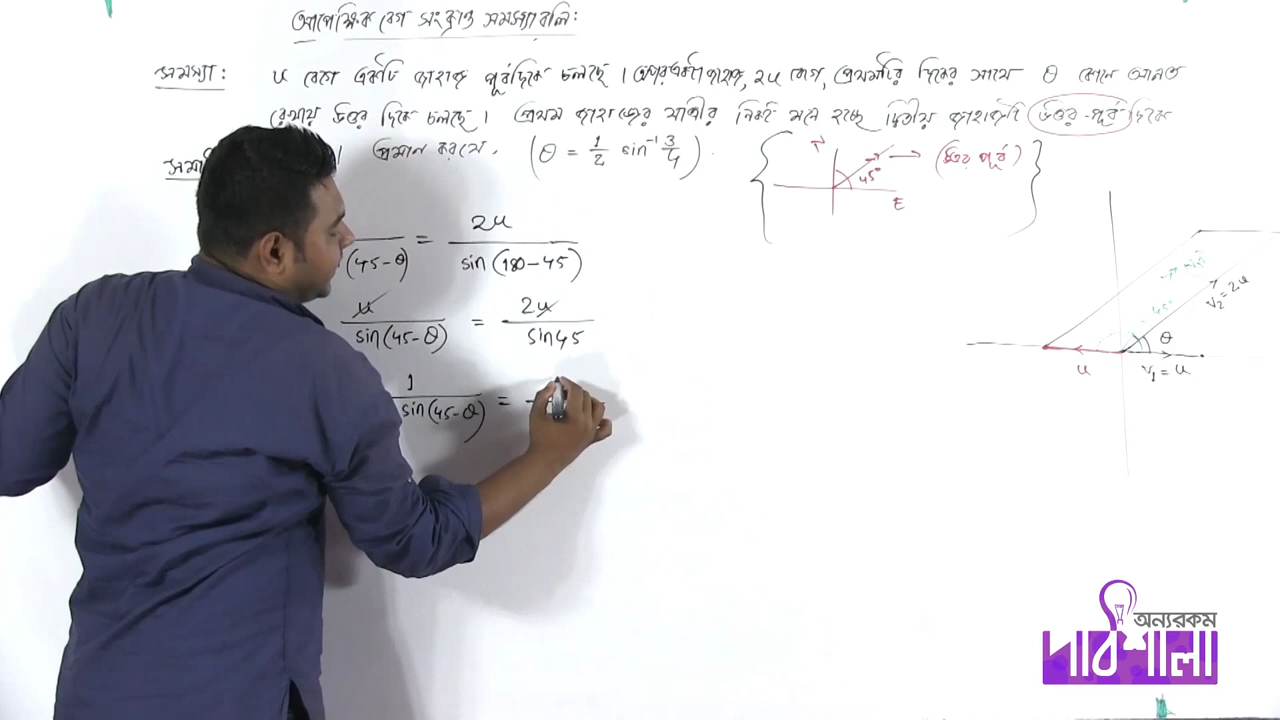 আপেক্ষিক বেগ সংক্রান্ত সমস্যাবলি:
সমস্যা: u বেগে একটি জাহাজ পূর্বদিকে চলছে। অপর একটি জাহাজ, 2u বেগে, প্রথমটির দিকের সাথে θ কোণে আনত
রেখায় উত্তর দিকে চলছে। প্রথম জাহাজের যাত্রীর নিকট মনে হচ্ছে দ্বিতীয় জাহাজটি উত্তর-পূর্ব দিকে
। প্রমাণ করসে. (θ = 1/2 sin⁻¹ 3/4).
N 45° E → (উত্তর পূর্ব)
(45-θ) = 2u / sin(180-45)
u / sin(45-θ) = 2u / sin45
1 / sin(45-θ) =
45°
v₂ = 2u
θ
u
v₁ = u
অন্যরকম
পাঠশালা